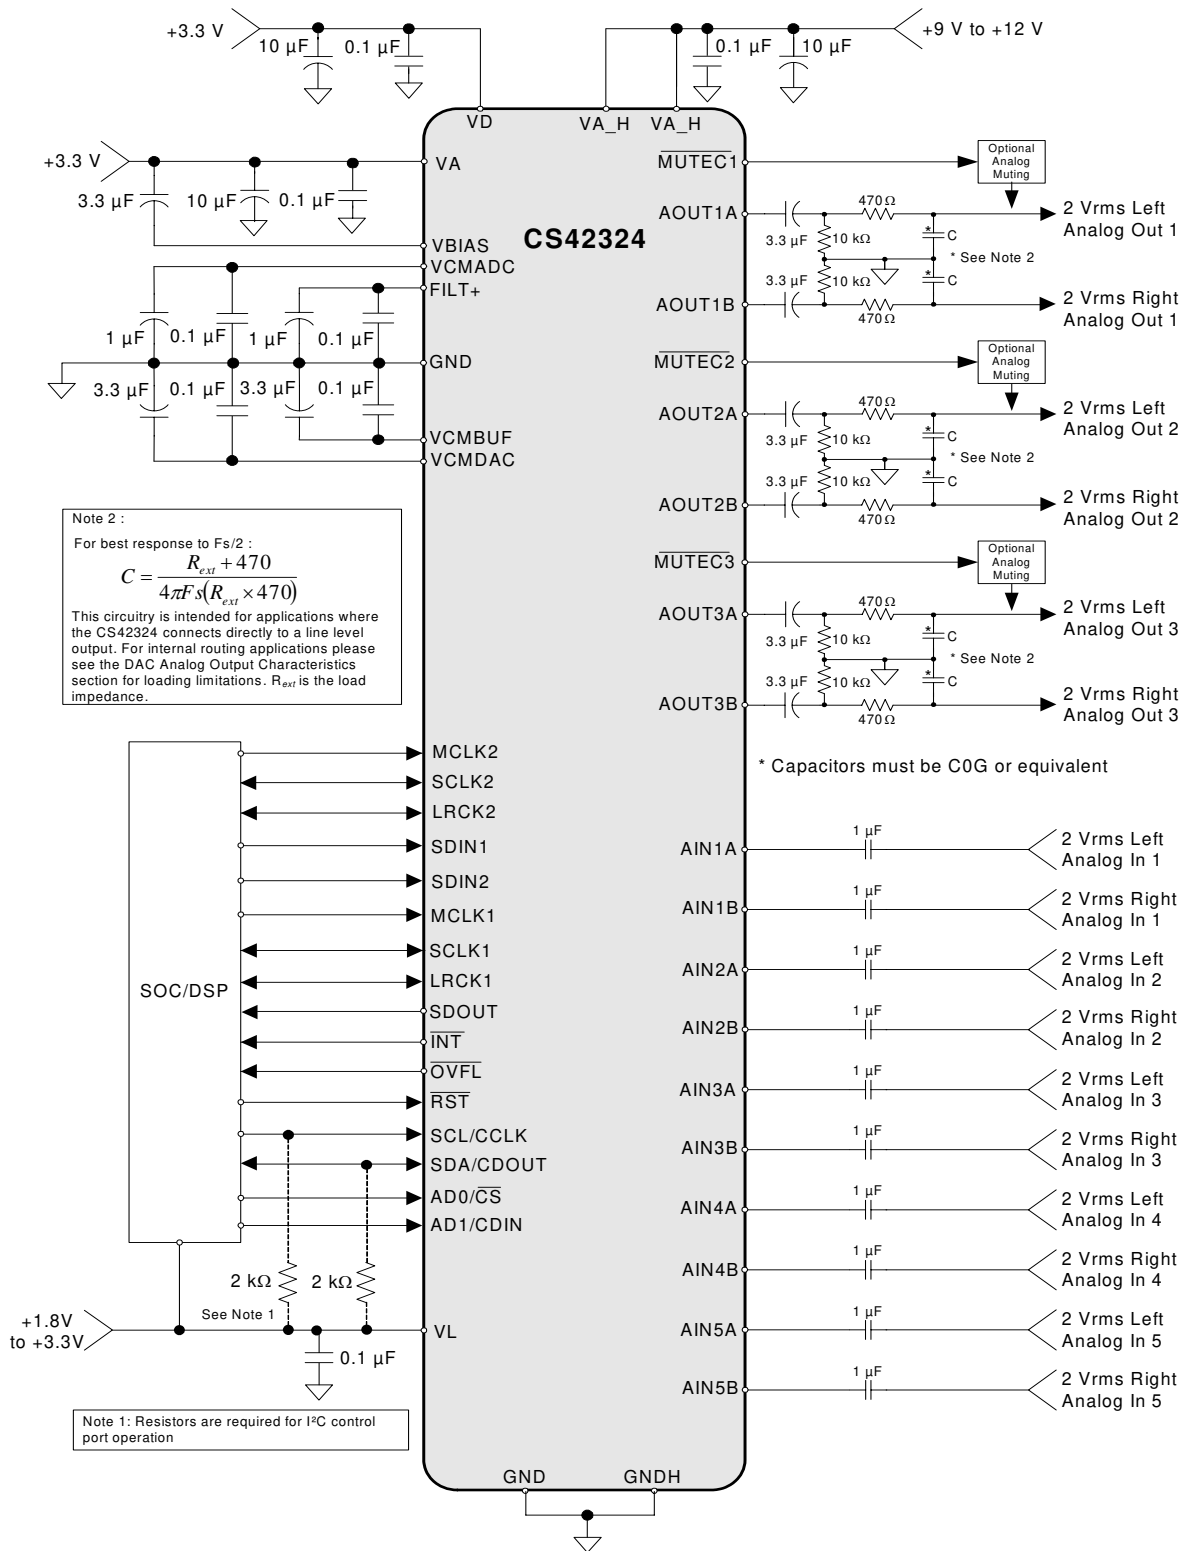 +3.3 V
10 µF
0.1 µF
0.1 µF
10 µF
+9 V to +12 V
VD
VA_H
VA_H
+3.3 V
VA
3.3 µF
10 µF
0.1 µF
VBIAS
VCMADC
FILT+
1 µF
0.1 µF
1 µF
0.1 µF
GND
3.3 µF
0.1 µF
3.3 µF
0.1 µF
VCMBUF
VCMDAC
CS42324
MUTEC1
Optional
Analog
Muting
AOUT1A
3.3 µF
470 Ω
10 kΩ
* C
2 Vrms Left
Analog Out 1
* See Note 2
3.3 µF
10 kΩ
* C
AOUT1B
470 Ω
2 Vrms Right
Analog Out 1
MUTEC2
Optional
Analog
Muting
AOUT2A
3.3 µF
470 Ω
10 kΩ
* C
2 Vrms Left
Analog Out 2
* See Note 2
3.3 µF
10 kΩ
* C
AOUT2B
470 Ω
2 Vrms Right
Analog Out 2
MUTEC3
Optional
Analog
Muting
AOUT3A
3.3 µF
470 Ω
10 kΩ
* C
2 Vrms Left
Analog Out 3
* See Note 2
3.3 µF
10 kΩ
* C
AOUT3B
470 Ω
2 Vrms Right
Analog Out 3
* Capacitors must be C0G or equivalent
Note 2 :
For best response to Fs/2 :
C = (R_ext + 470) / (4πFs(R_ext × 470))
This circuitry is intended for applications where
the CS42324 connects directly to a line level
output. For internal routing applications please
see the DAC Analog Output Characteristics
section for loading limitations. R_ext is the load
impedance.
SOC/DSP
MCLK2
SCLK2
LRCK2
SDIN1
SDIN2
MCLK1
SCLK1
LRCK1
SDOUT
INT
OVFL
RST
SCL/CCLK
SDA/CDOUT
AD0/CS
AD1/CDIN
2 kΩ
2 kΩ
See Note 1
+1.8V
to +3.3V
VL
0.1 µF
Note 1: Resistors are required for I²C control
port operation
AIN1A
1 µF
2 Vrms Left
Analog In 1
AIN1B
1 µF
2 Vrms Right
Analog In 1
AIN2A
1 µF
2 Vrms Left
Analog In 2
AIN2B
1 µF
2 Vrms Right
Analog In 2
AIN3A
1 µF
2 Vrms Left
Analog In 3
AIN3B
1 µF
2 Vrms Right
Analog In 3
AIN4A
1 µF
2 Vrms Left
Analog In 4
AIN4B
1 µF
2 Vrms Right
Analog In 4
AIN5A
1 µF
2 Vrms Left
Analog In 5
AIN5B
1 µF
2 Vrms Right
Analog In 5
GND
GNDH